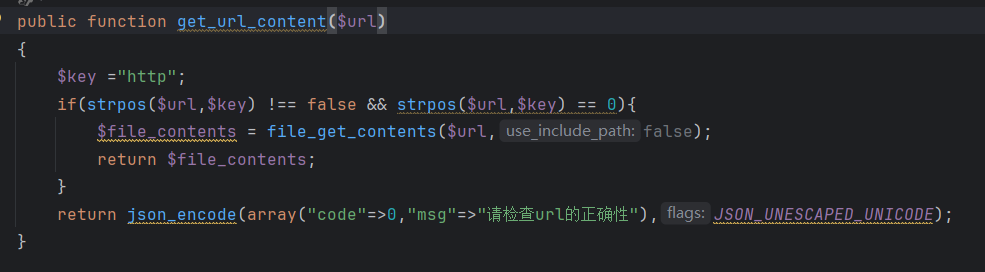 public function get_url_content($url)
{
    $key ="http";
    if(strpos($url,$key) !== false && strpos($url,$key) == 0){
        $file_contents = file_get_contents($url, use_include_path: false);
        return $file_contents;
    }
    return json_encode(array("code"=>0,"msg"=>"请检查url的正确性"), flags: JSON_UNESCAPED_UNICODE);
}